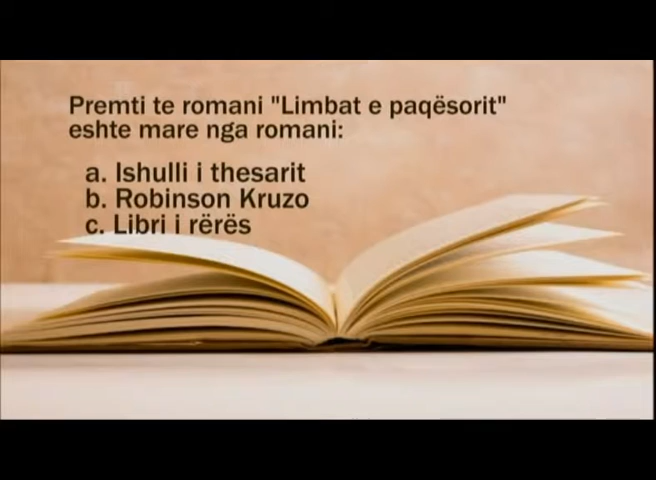 Premti te romani "Limbat e paqësorit"
eshte mare nga romani:
a. Ishulli i thesarit
b. Robinson Kruzo
c. Libri i rërës